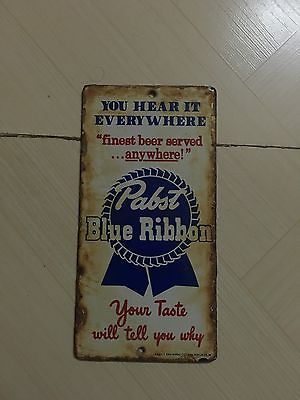 YOU HEAR IT
EVERYWHERE
"finest beer served
...anywhere!"
Pabst
Blue Ribbon
Your Taste
will tell you why